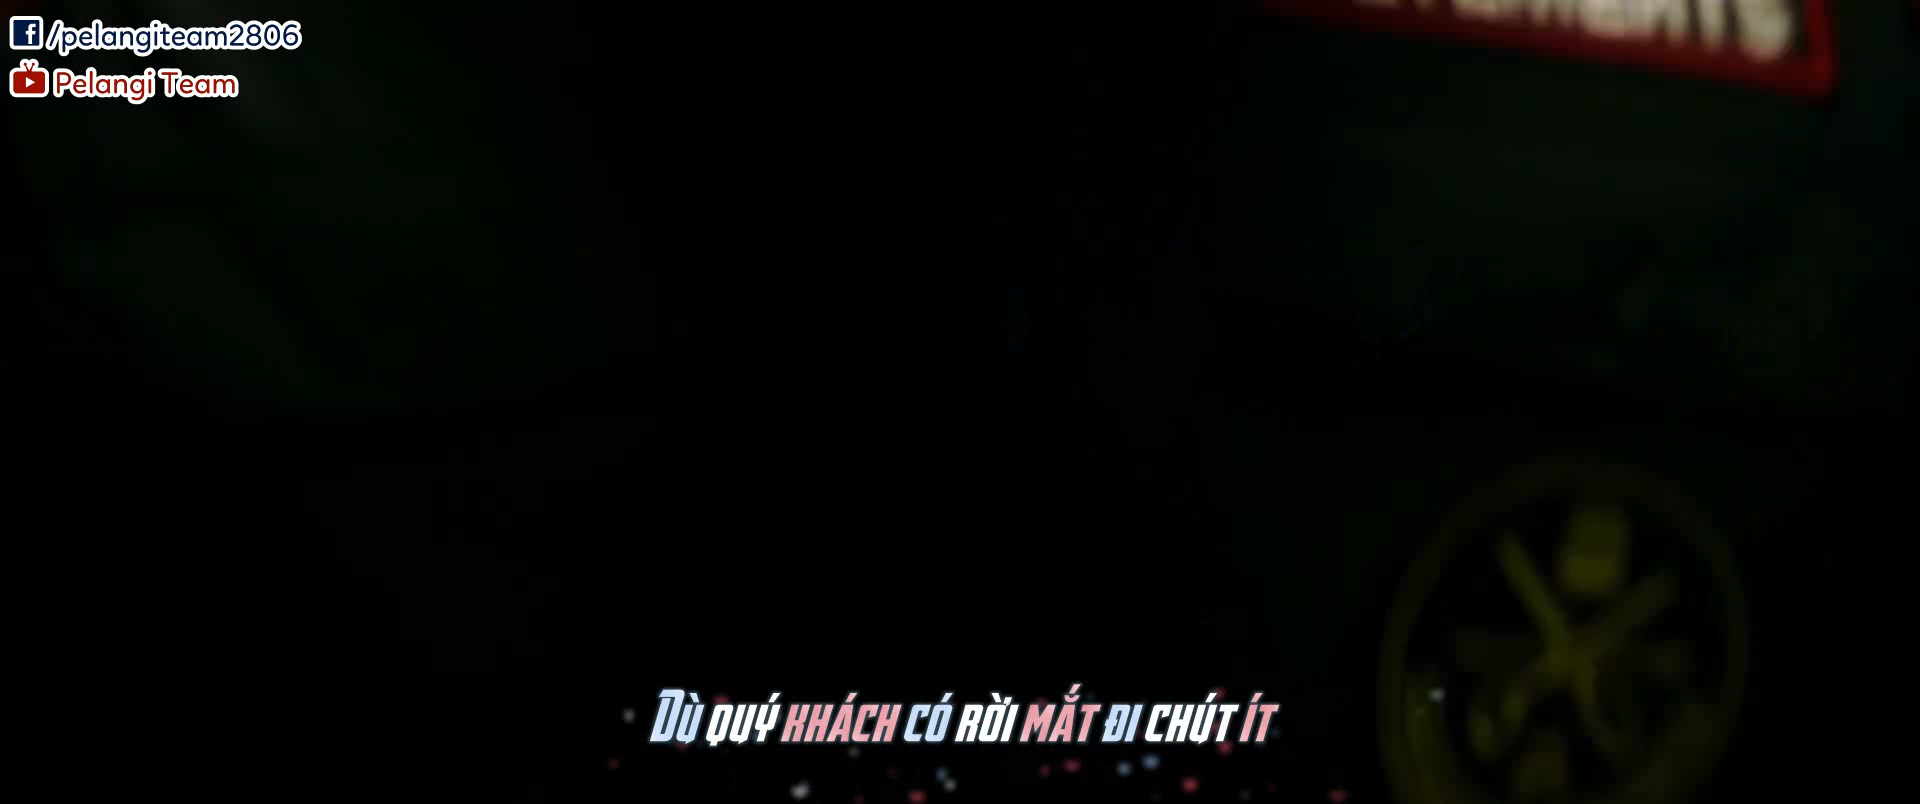 /pelangiteam2806
Pelangi Team
Dù quý khách có rời mắt đi chút ít